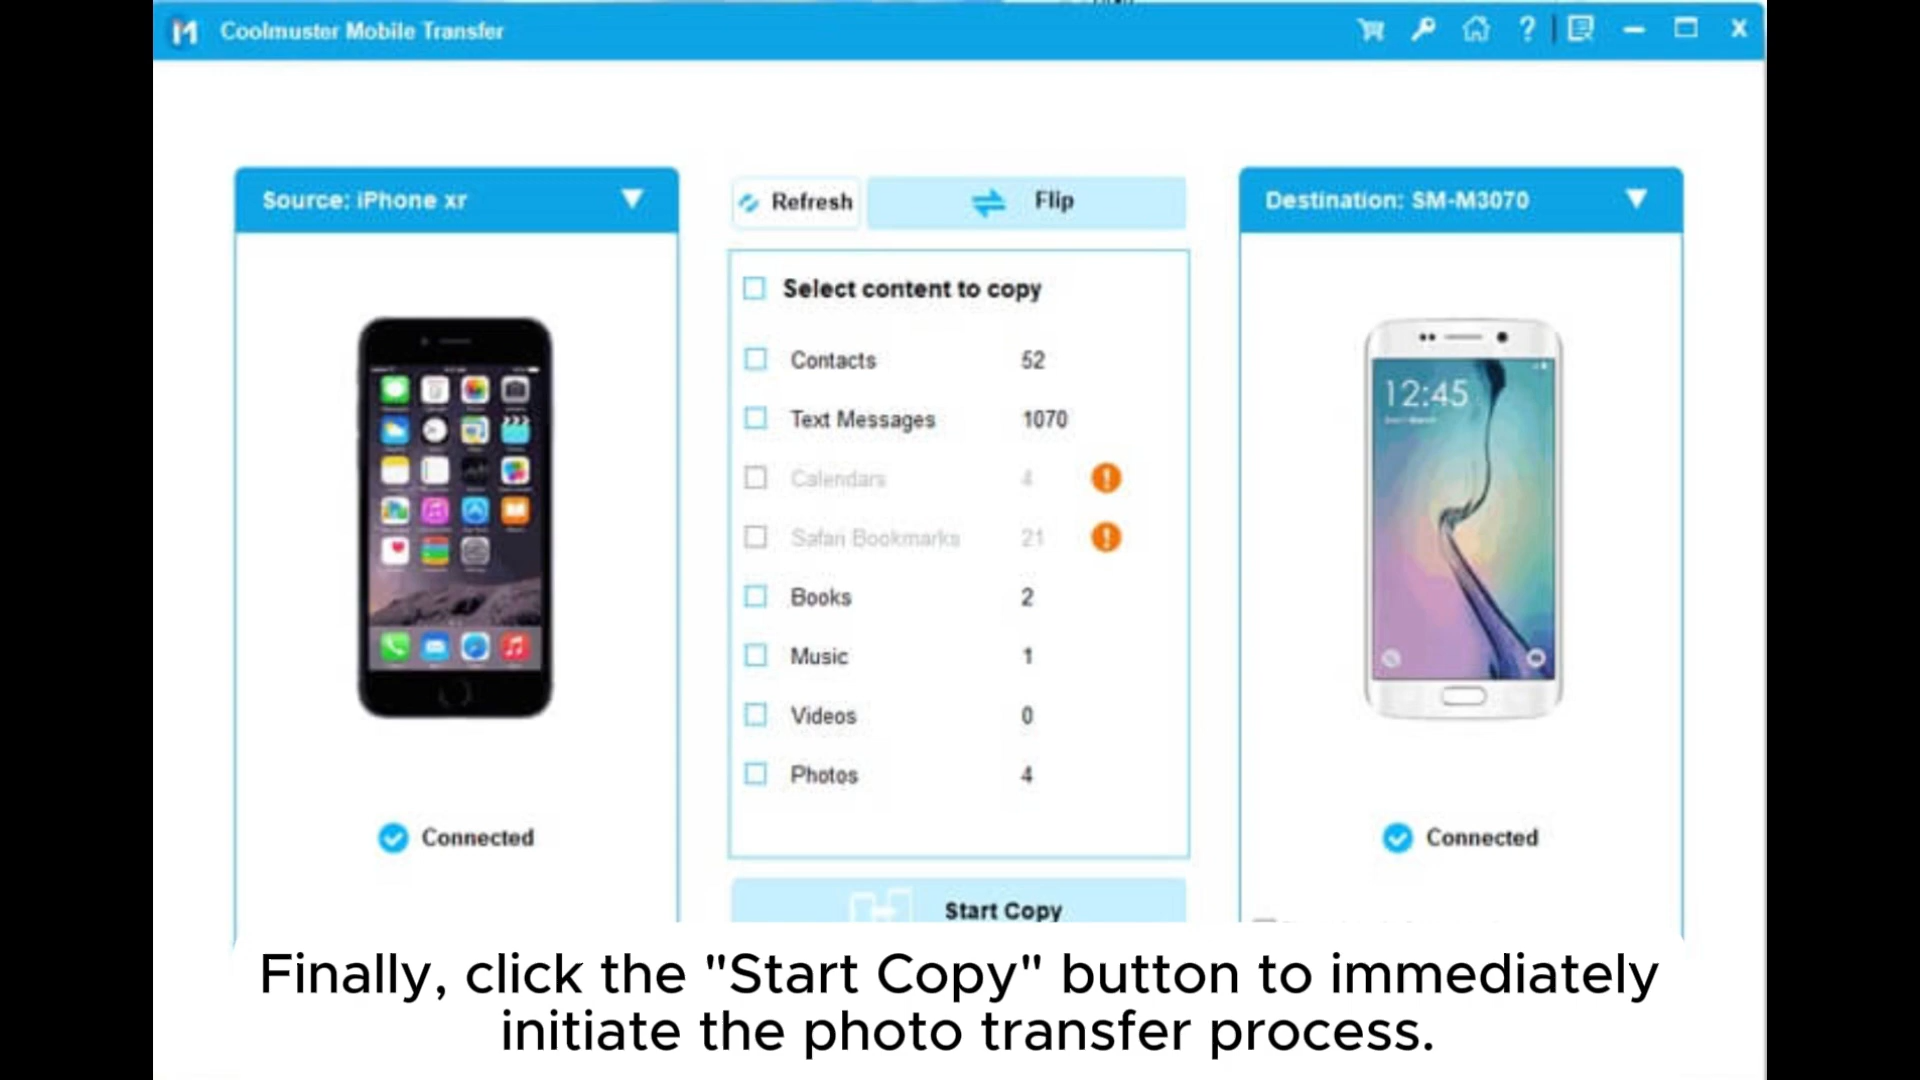 Coolmuster Mobile Transfer
Source: iPhone xr
Refresh
Flip
Destination: SM-M3070
Select content to copy
Contacts 52
Text Messages 1070
Calendars 4
Safari Bookmarks 21
Books 2
Music 1
Videos 0
Photos 4
12:45
Connected
Connected
Start Copy
Finally, click the "Start Copy" button to immediately
initiate the photo transfer process.